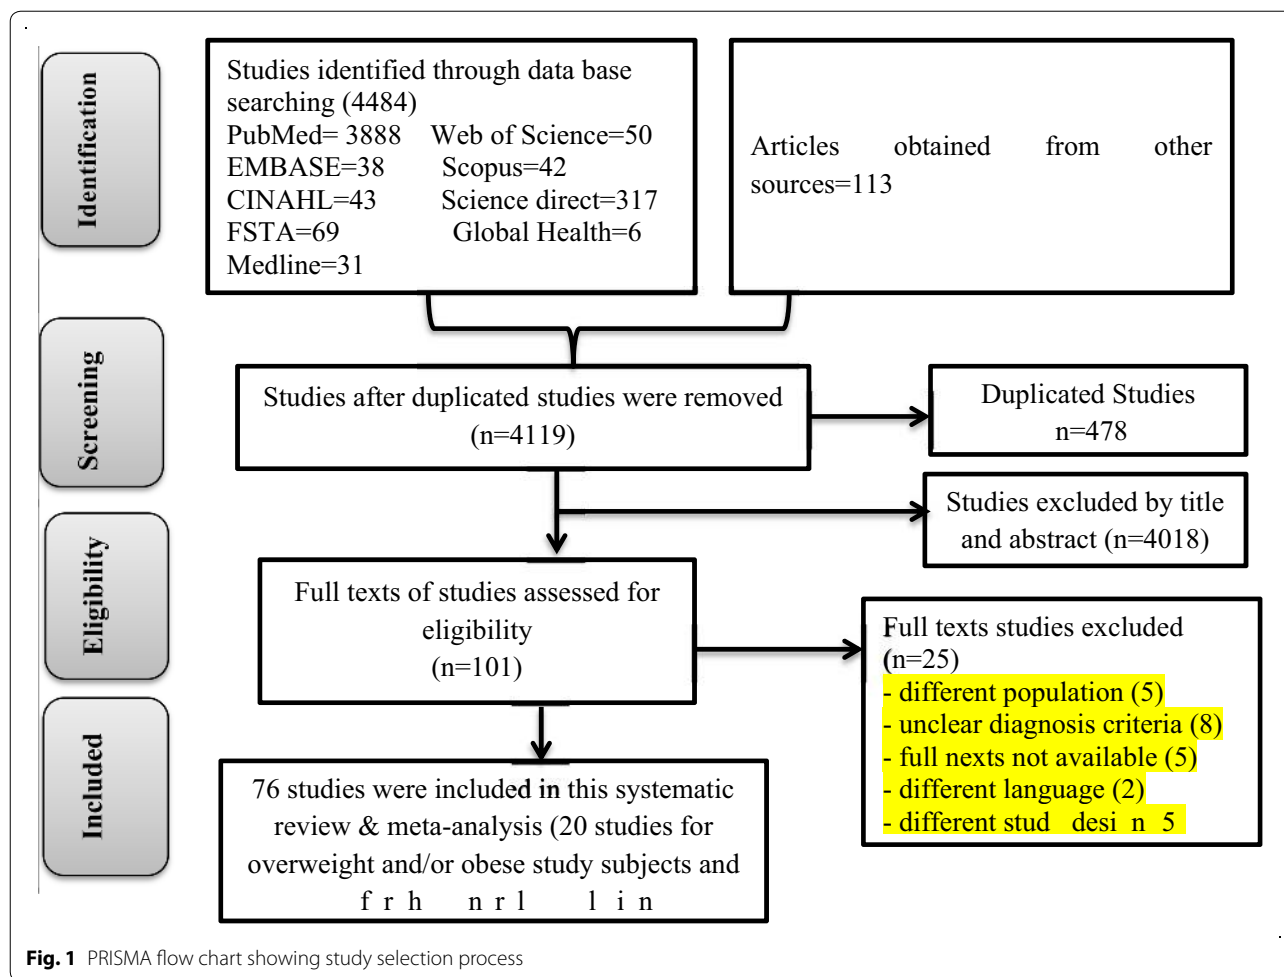 Identification
Studies identified through data base
searching (4484)
PubMed= 3888 Web of Science=50
EMBASE=38 Scopus=42
CINAHL=43 Science direct=317
FSTA=69 Global Health=6
Medline=31
Articles obtained from other
sources=113
Screening
Studies after duplicated studies were removed
(n=4119)
Duplicated Studies
n=478
Studies excluded by title
and abstract (n=4018)
Eligibility
Full texts of studies assessed for
eligibility
(n=101)
Full texts studies excluded
(n=25)
- different population (5)
- unclear diagnosis criteria (8)
- full nexts not available (5)
- different language (2)
- different 5
Included
76 studies were included in this systematic
review & meta-analysis (20 studies for
overweight and/or obese study subjects and
Fig. 1 PRISMA flow chart showing study selection process